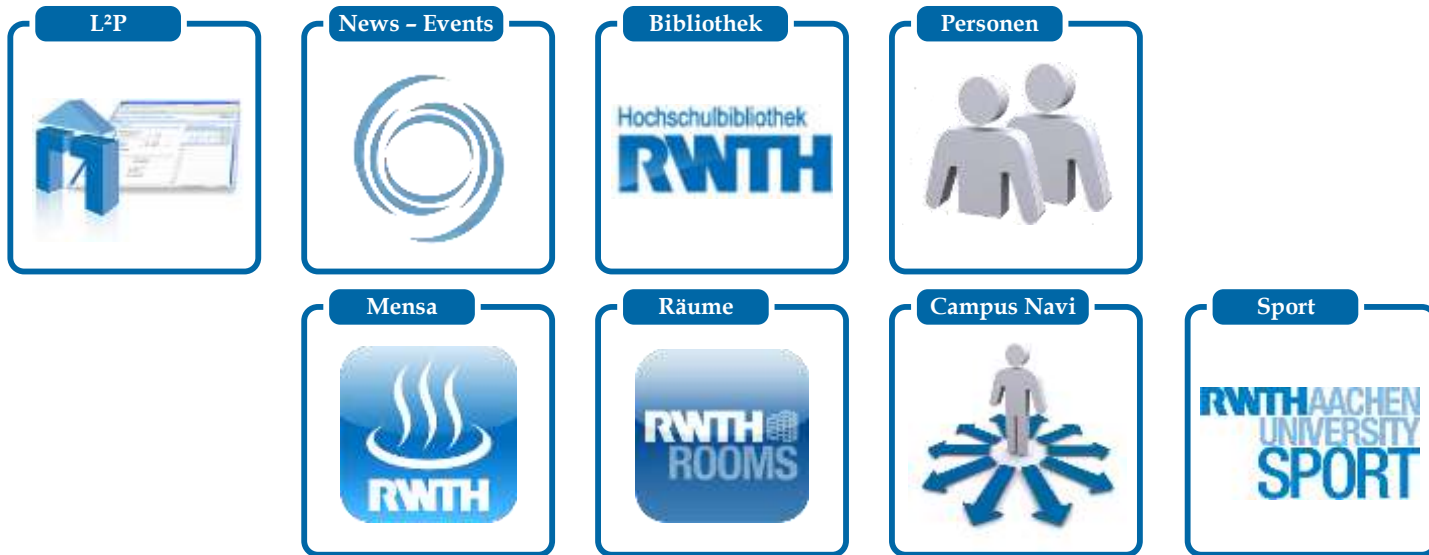 L²P
News – Events
Bibliothek
Personen
Hochschulbibliothek
RWTH
Mensa
Räume
Campus Navi
Sport
RWTH
RWTH
ROOMS
RWTHAACHEN
UNIVERSITY
SPORT